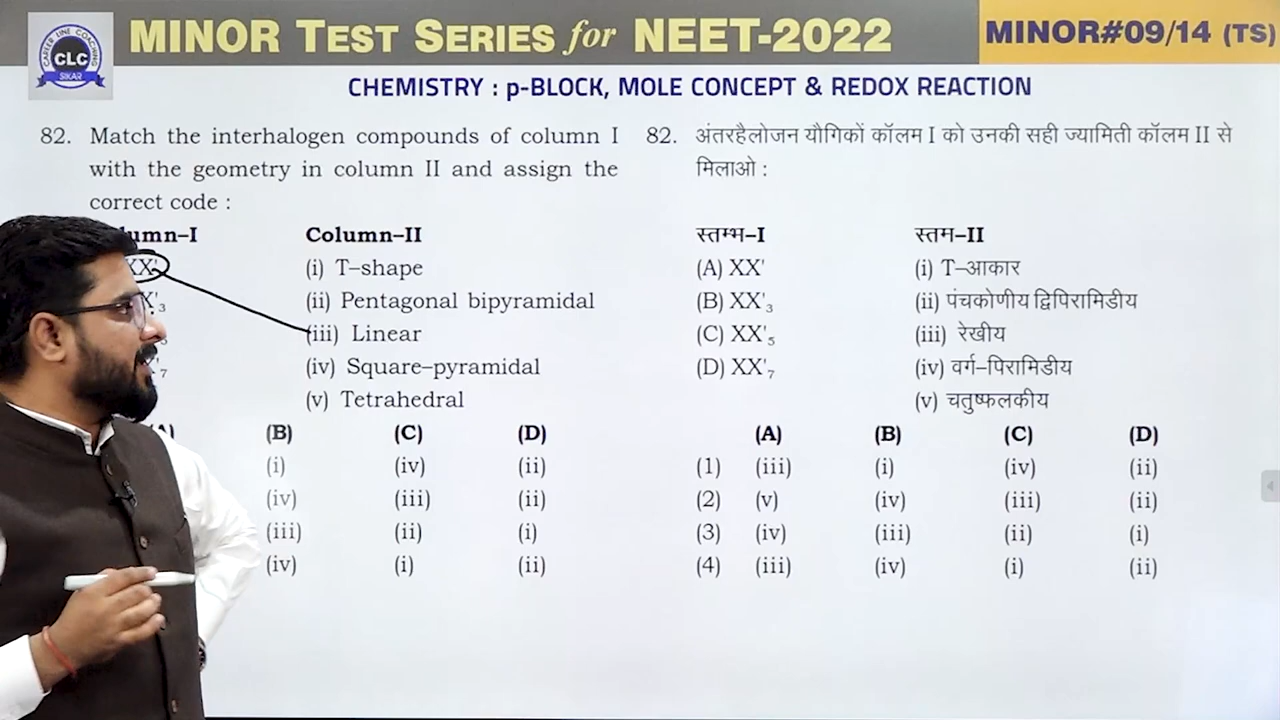 MINOR TEST SERIES for NEET-2022
MINOR#09/14 (TS)
CAREER LINE COACHING
CLC
SIKAR
CHEMISTRY : p-BLOCK, MOLE CONCEPT & REDOX REACTION
82. Match the interhalogen compounds of column I
with the geometry in column II and assign the
correct code :
umn–I Column–II
XX' (i) T–shape
X'₃ (ii) Pentagonal bipyramidal
(iii) Linear
₇ (iv) Square–pyramidal
(v) Tetrahedral
(A) (B) (C) (D)
(i) (iv) (ii)
(iv) (iii) (ii)
(iii) (ii) (i)
(iv) (i) (ii)
82. अंतरहैलोजन यौगिकों कॉलम I को उनकी सही ज्यामिती कॉलम II से
मिलाओ :
स्तम्भ–I स्तम–II
(A) XX' (i) T–आकार
(B) XX'₃ (ii) पंचकोणीय द्विपिरामिडीय
(C) XX'₅ (iii) रेखीय
(D) XX'₇ (iv) वर्ग–पिरामिडीय
(v) चतुष्फलकीय
(A) (B) (C) (D)
(1) (iii) (i) (iv) (ii)
(2) (v) (iv) (iii) (ii)
(3) (iv) (iii) (ii) (i)
(4) (iii) (iv) (i) (ii)